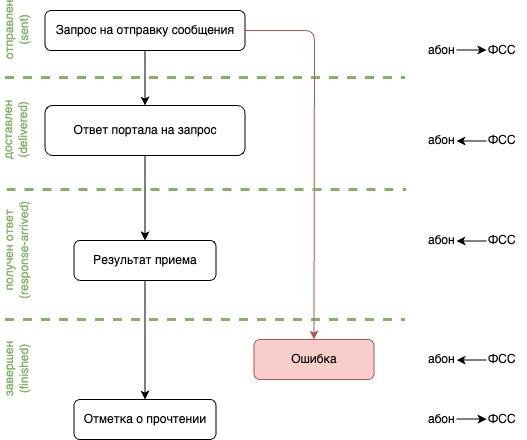 отправлен
(sent)
Запрос на отправку сообщения
абон ФСС
доставлен
(delivered)
Ответ портала на запрос
абон ФСС
получен ответ
(response-arrived)
Результат приема
абон ФСС
завершен
(finished)
Ошибка
абон ФСС
Отметка о прочтении
абон ФСС